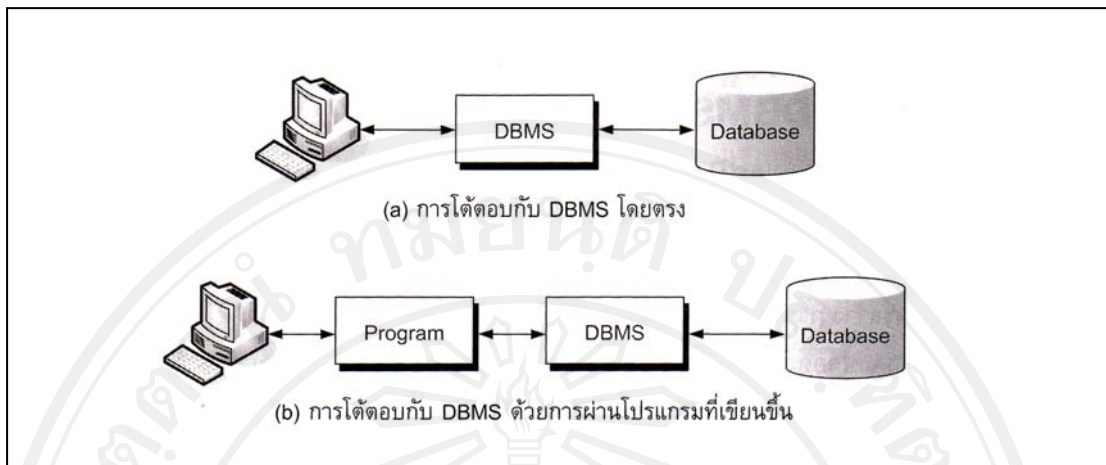 DBMS
Database
(a) การโต้ตอบกับ DBMS โดยตรง
Program
DBMS
Database
(b) การโต้ตอบกับ DBMS ด้วยการผ่านโปรแกรมที่เขียนขึ้น